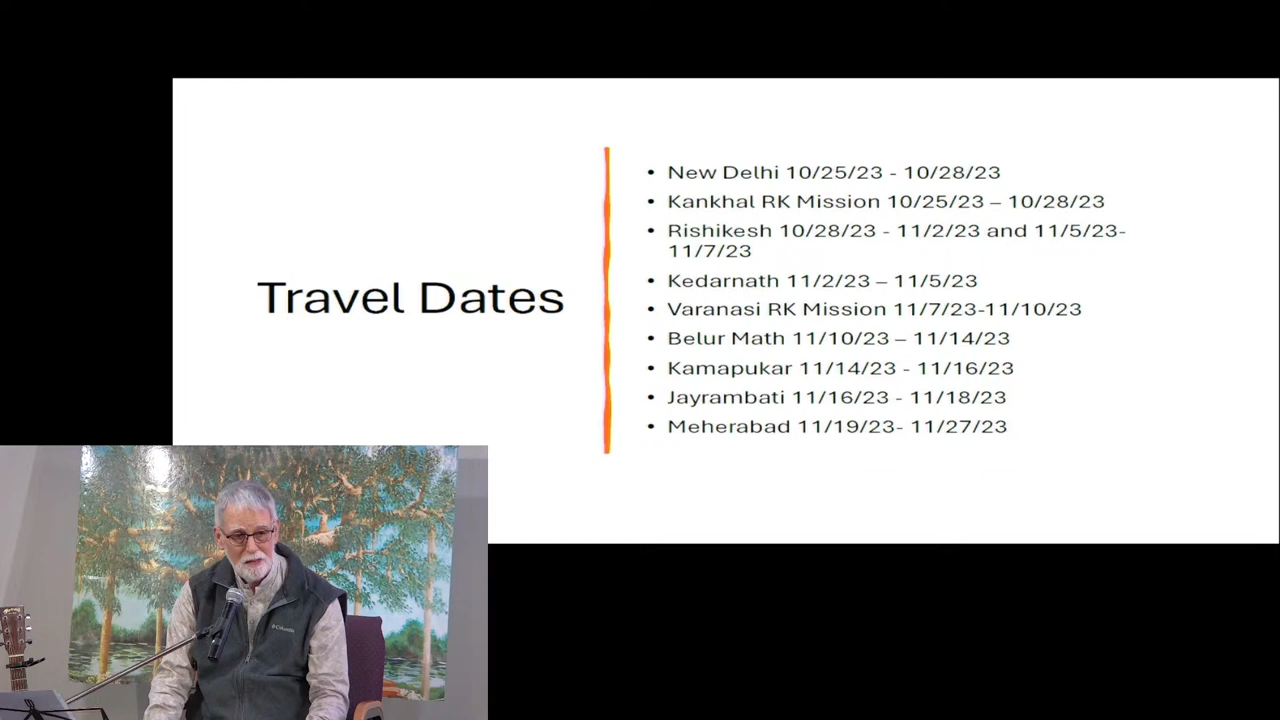 Travel Dates
• New Delhi 10/25/23 - 10/28/23
• Kankhal RK Mission 10/25/23 – 10/28/23
• Rishikesh 10/28/23 - 11/2/23 and 11/5/23-
11/7/23
• Kedarnath 11/2/23 – 11/5/23
• Varanasi RK Mission 11/7/23-11/10/23
• Belur Math 11/10/23 – 11/14/23
• Kamapukar 11/14/23 - 11/16/23
• Jayrambati 11/16/23 - 11/18/23
• Meherabad 11/19/23- 11/27/23
Columbia